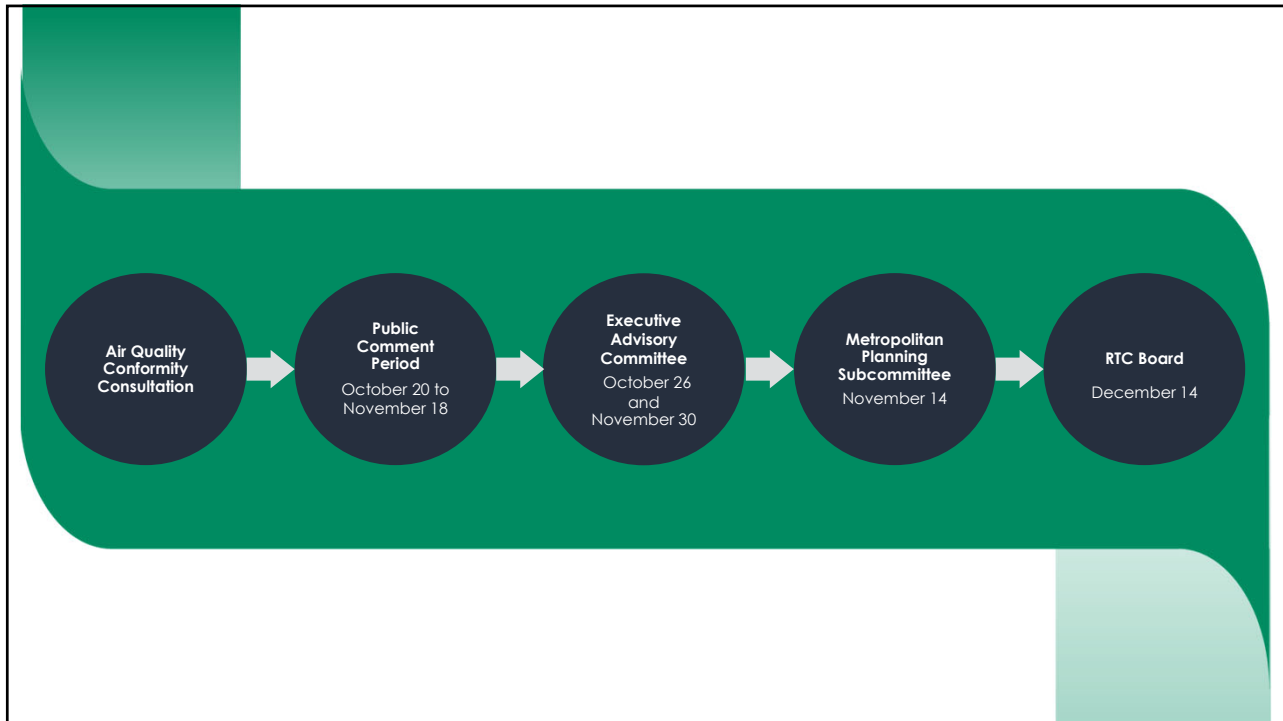 Air Quality
Conformity
Consultation
Public
Comment
Period
October 20 to
November 18
Executive
Advisory
Committee
October 26
and
November 30
Metropolitan
Planning
Subcommittee
November 14
RTC Board
December 14